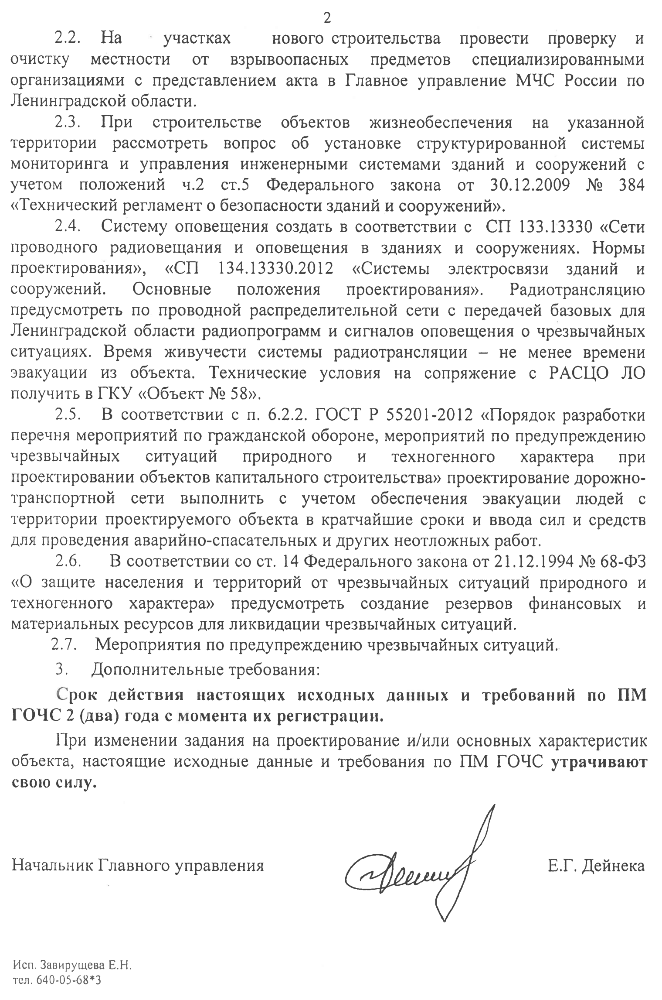 2
2.2. На участках нового строительства провести проверку и
очистку местности от взрывоопасных предметов специализированными
организациями с представлением акта в Главное управление МЧС России по
Ленинградской области.
2.3. При строительстве объектов жизнеобеспечения на указанной
территории рассмотреть вопрос об установке структурированной системы
мониторинга и управления инженерными системами зданий и сооружений с
учетом положений ч.2 ст.5 Федерального закона от 30.12.2009 № 384
«Технический регламент о безопасности зданий и сооружений».
2.4. Систему оповещения создать в соответствии с СП 133.13330 «Сети
проводного радиовещания и оповещения в зданиях и сооружениях. Нормы
проектирования», «СП 134.13330.2012 «Системы электросвязи зданий и
сооружений. Основные положения проектирования». Радиотрансляцию
предусмотреть по проводной распределительной сети с передачей базовых для
Ленинградской области радиопрограмм и сигналов оповещения о чрезвычайных
ситуациях. Время живучести системы радиотрансляции – не менее времени
эвакуации из объекта. Технические условия на сопряжение с РАСЦО ЛО
получить в ГКУ «Объект № 58».
2.5. В соответствии с п. 6.2.2. ГОСТ Р 55201-2012 «Порядок разработки
перечня мероприятий по гражданской обороне, мероприятий по предупреждению
чрезвычайных ситуаций природного и техногенного характера при
проектировании объектов капитального строительства» проектирование дорожно-
транспортной сети выполнить с учетом обеспечения эвакуации людей с
территории проектируемого объекта в кратчайшие сроки и ввода сил и средств
для проведения аварийно-спасательных и других неотложных работ.
2.6. В соответствии со ст. 14 Федерального закона от 21.12.1994 № 68-ФЗ
«О защите населения и территорий от чрезвычайных ситуаций природного и
техногенного характера» предусмотреть создание резервов финансовых и
материальных ресурсов для ликвидации чрезвычайных ситуаций.
2.7. Мероприятия по предупреждению чрезвычайных ситуаций.
3. Дополнительные требования:
Срок действия настоящих исходных данных и требований по ПМ
ГОЧС 2 (два) года с момента их регистрации.
При изменении задания на проектирование и/или основных характеристик
объекта, настоящие исходные данные и требования по ПМ ГОЧС утрачивают
свою силу.
Начальник Главного управления Е.Г. Дейнека
Исп. Завирущева Е.Н.
тел. 640-05-68*3